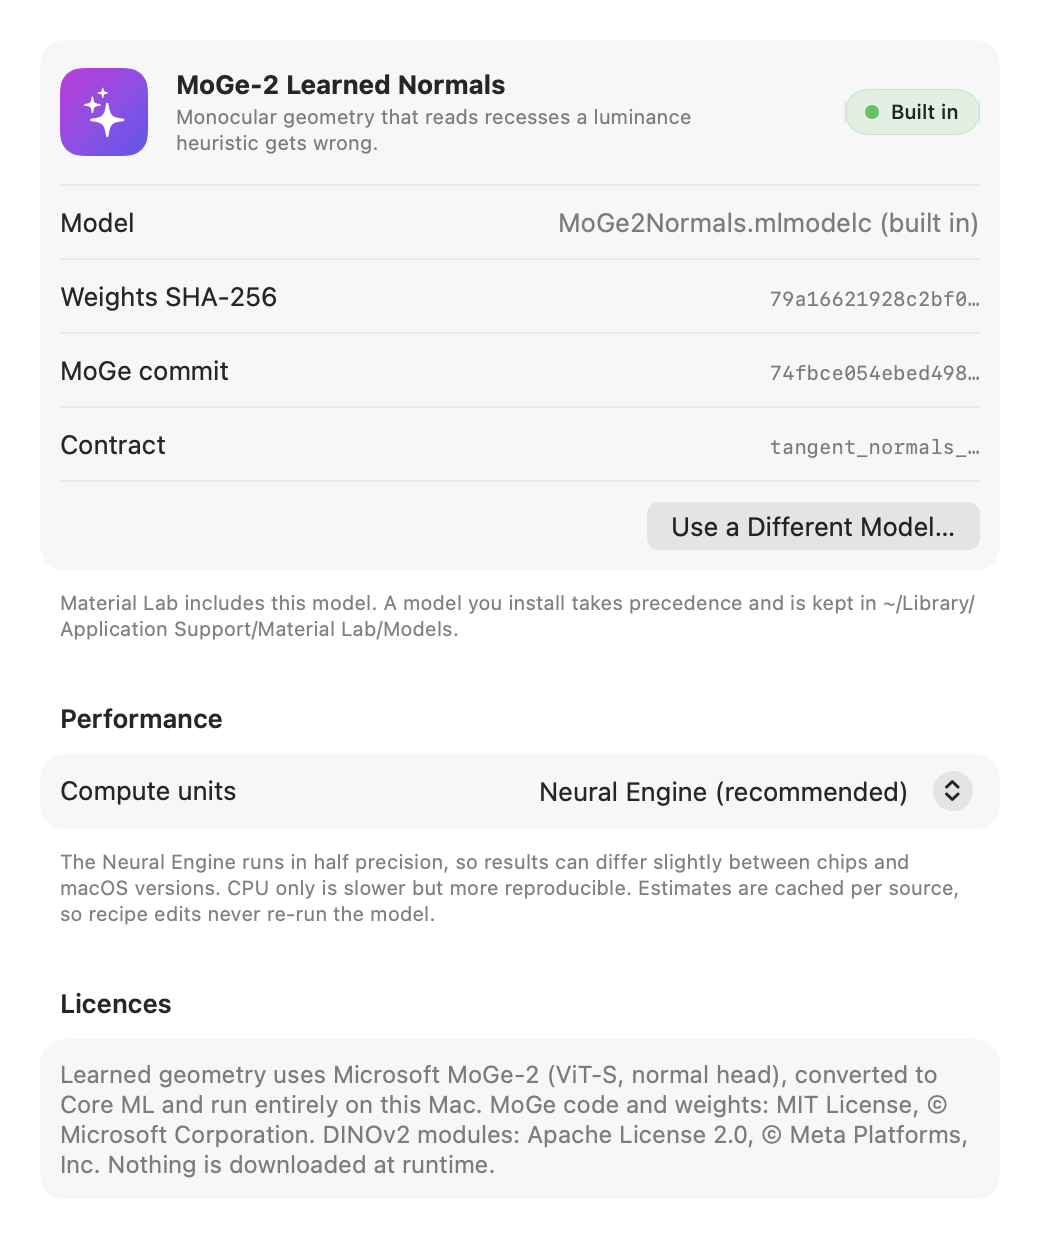 MoGe-2 Learned Normals
Monocular geometry that reads recesses a luminance
heuristic gets wrong.
Built in
Model
MoGe2Normals.mlmodelc (built in)
Weights SHA-256
79a16621928c2bf0…
MoGe commit
74fbce054ebed498…
Contract
tangent_normals_…
Use a Different Model…
Material Lab includes this model. A model you install takes precedence and is kept in ~/Library/
Application Support/Material Lab/Models.
Performance
Compute units
Neural Engine (recommended)
The Neural Engine runs in half precision, so results can differ slightly between chips and
macOS versions. CPU only is slower but more reproducible. Estimates are cached per source,
so recipe edits never re-run the model.
Licences
Learned geometry uses Microsoft MoGe-2 (ViT-S, normal head), converted to
Core ML and run entirely on this Mac. MoGe code and weights: MIT License, ©
Microsoft Corporation. DINOv2 modules: Apache License 2.0, © Meta Platforms,
Inc. Nothing is downloaded at runtime.